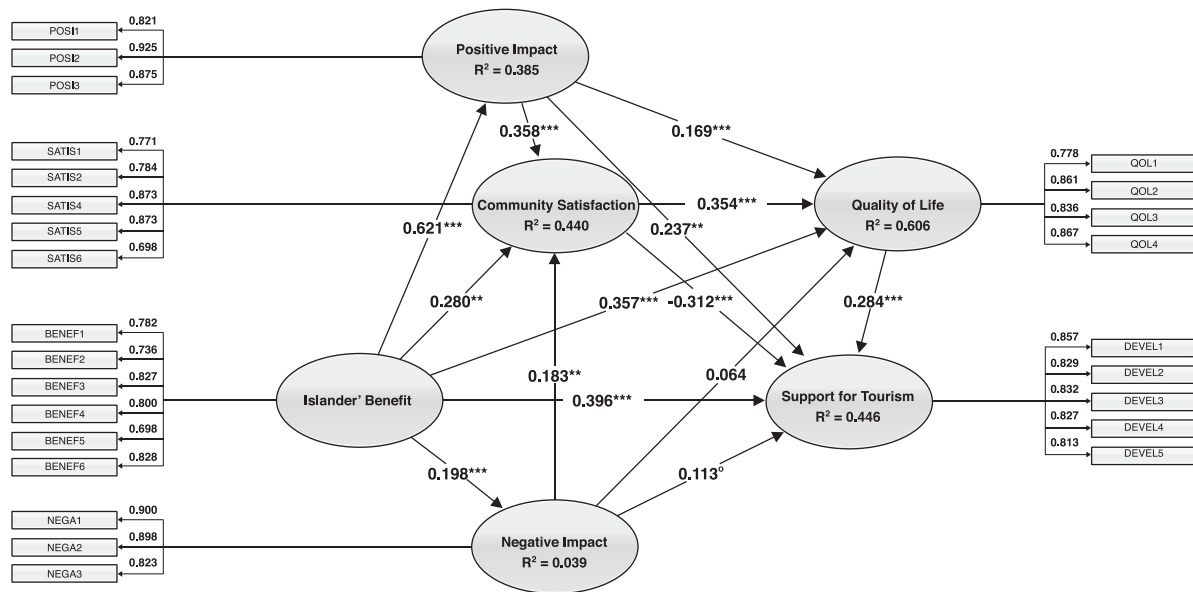 0.821
POSI1
0.925
POSI2
0.875
POSI3
Positive Impact
R² = 0.385
0.358***
0.169***
0.771
SATIS1
0.784
SATIS2
0.873
SATIS4
0.873
SATIS5
0.698
SATIS6
Community Satisfaction
R² = 0.440
0.354***
Quality of Life
R² = 0.606
0.778
QOL1
0.861
QOL2
0.836
QOL3
0.867
QOL4
0.621***
0.237**
0.280**
0.357***
-0.312***
0.284***
0.782
BENEF1
0.736
BENEF2
0.827
BENEF3
0.800
BENEF4
0.698
BENEF5
0.828
BENEF6
Islander' Benefit
0.183**
0.064
0.396***
Support for Tourism
R² = 0.446
0.857
DEVEL1
0.829
DEVEL2
0.832
DEVEL3
0.827
DEVEL4
0.813
DEVEL5
0.198***
0.113°
0.900
NEGA1
0.898
NEGA2
0.823
NEGA3
Negative Impact
R² = 0.039